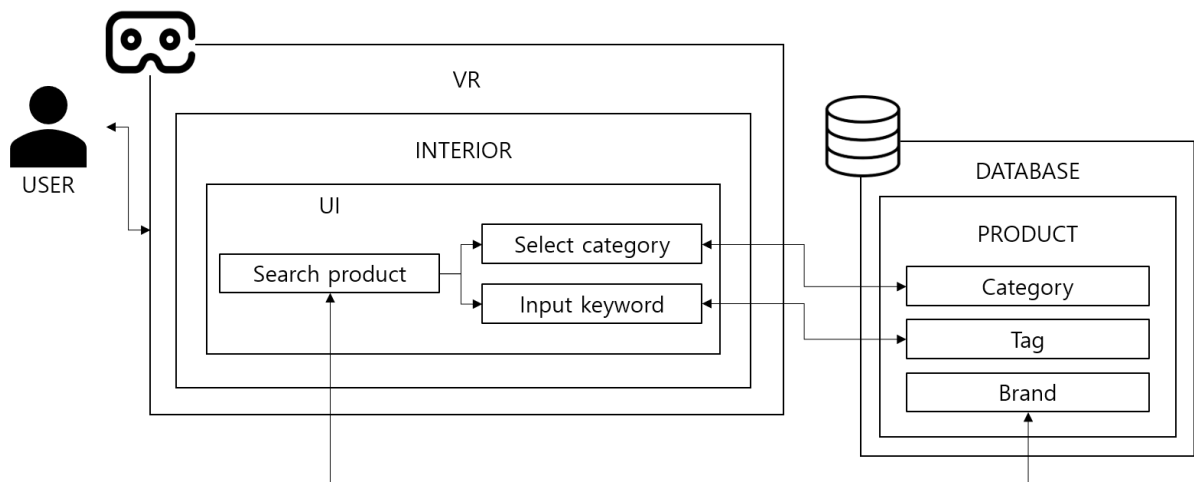 VR
INTERIOR
USER
UI
Search product
Select category
Input keyword
DATABASE
PRODUCT
Category
Tag
Brand